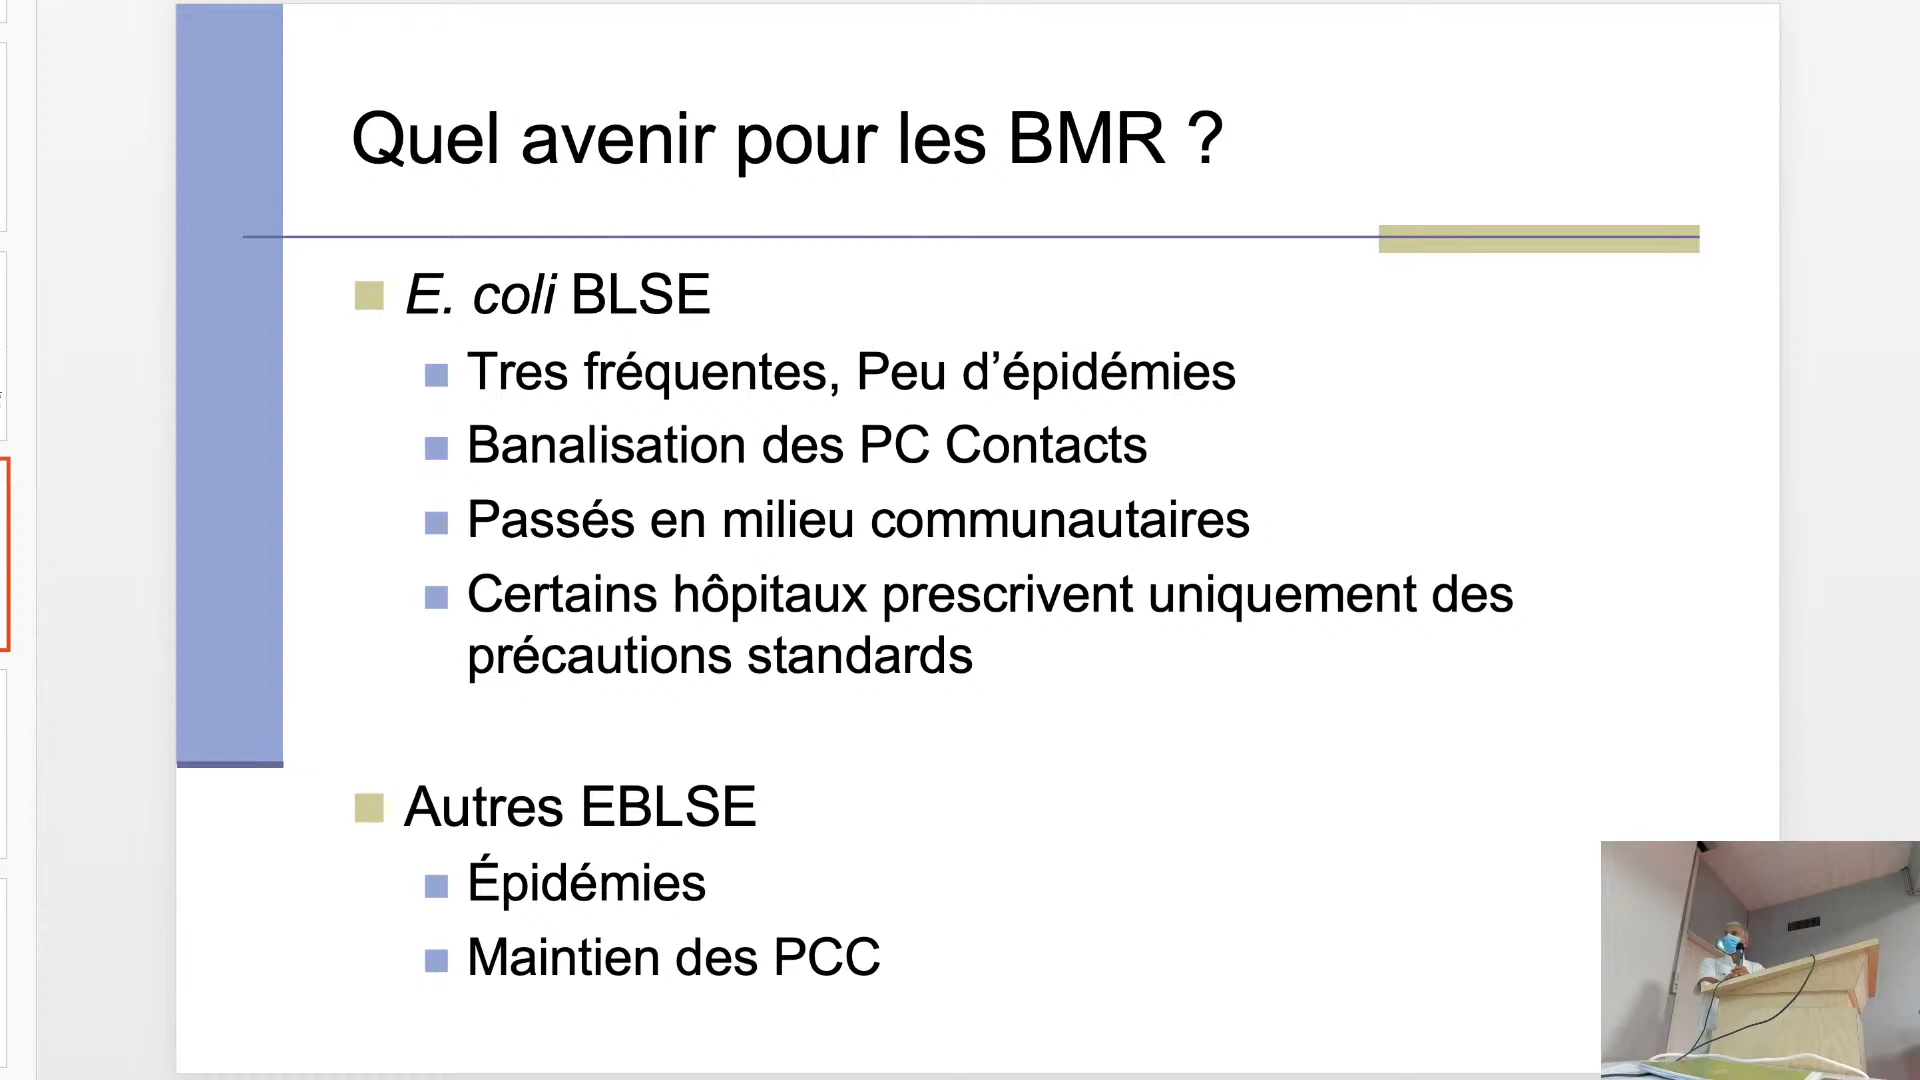 Quel avenir pour les BMR ?
E. coli BLSE
Tres fréquentes, Peu d’épidémies
Banalisation des PC Contacts
Passés en milieu communautaires
Certains hôpitaux prescrivent uniquement des
précautions standards
Autres EBLSE
Épidémies
Maintien des PCC